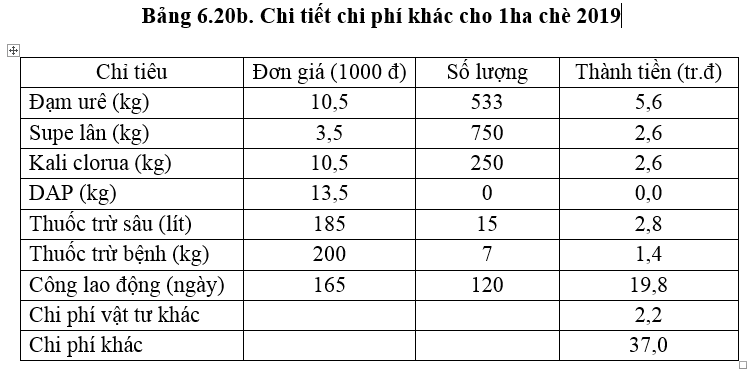 Bảng 6.20b. Chi tiết chi phí khác cho 1ha chè 2019
Chỉ tiêu Đơn giá (1000 đ) Số lượng Thành tiền (tr.đ)
Đạm urê (kg) 10,5 533 5,6
Supe lân (kg) 3,5 750 2,6
Kali clorua (kg) 10,5 250 2,6
DAP (kg) 13,5 0 0,0
Thuốc trừ sâu (lít) 185 15 2,8
Thuốc trừ bệnh (kg) 200 7 1,4
Công lao động (ngày) 165 120 19,8
Chi phí vật tư khác 2,2
Chi phí khác 37,0